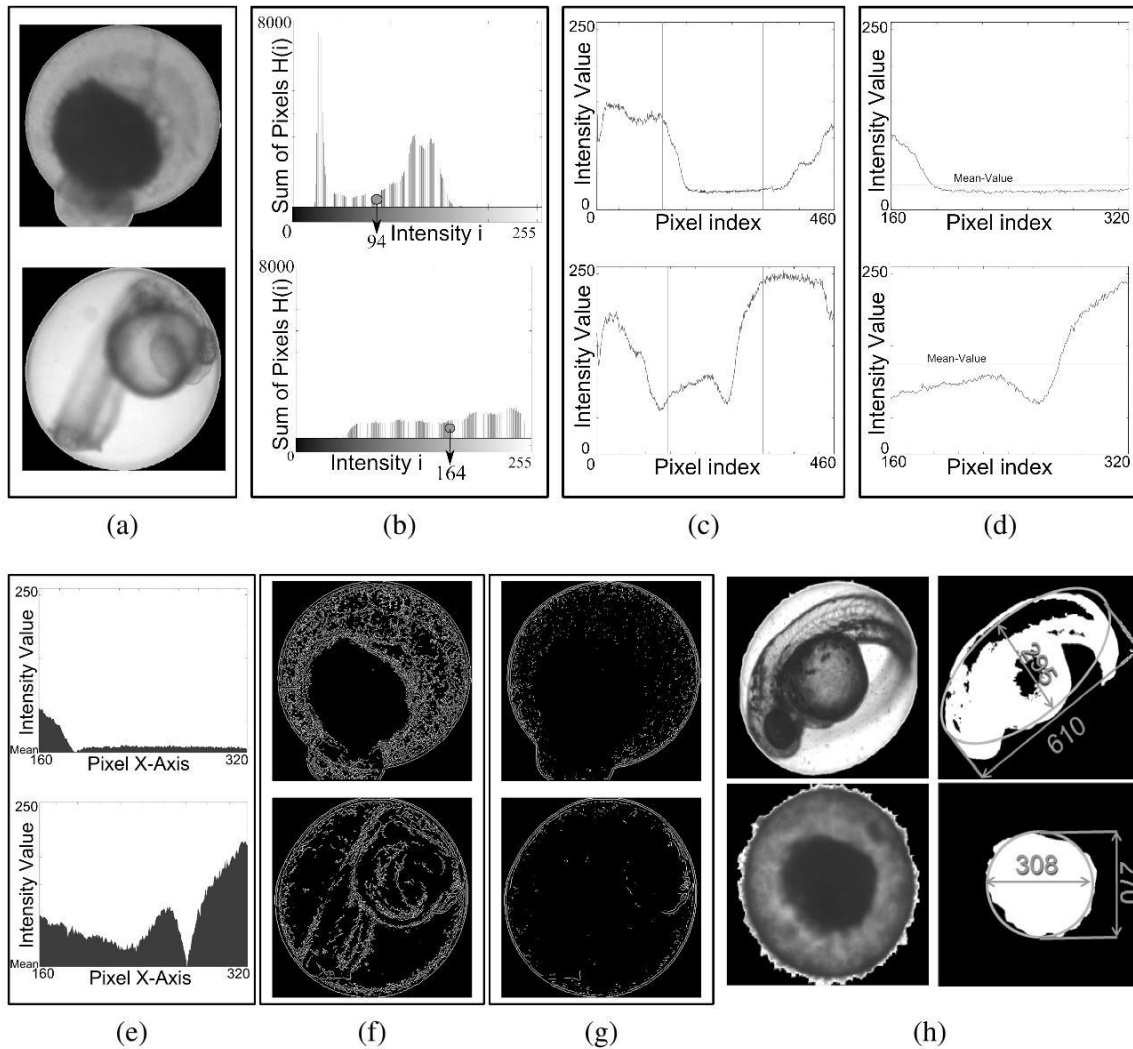 8000
Sum of Pixels H(i)
0
94
Intensity i
255
8000
Sum of Pixels H(i)
0
Intensity i
164
255
250
Intensity Value
0
0
Pixel index
460
250
Intensity Value
0
0
Pixel index
460
250
Intensity Value
Mean-Value
0
160
Pixel index
320
250
Intensity Value
Mean-Value
0
160
Pixel index
320
(a)
(b)
(c)
(d)
250
Intensity Value
Mean
160
Pixel X-Axis
320
250
Intensity Value
Mean
160
Pixel X-Axis
320
295
610
308
270
(e)
(f)
(g)
(h)